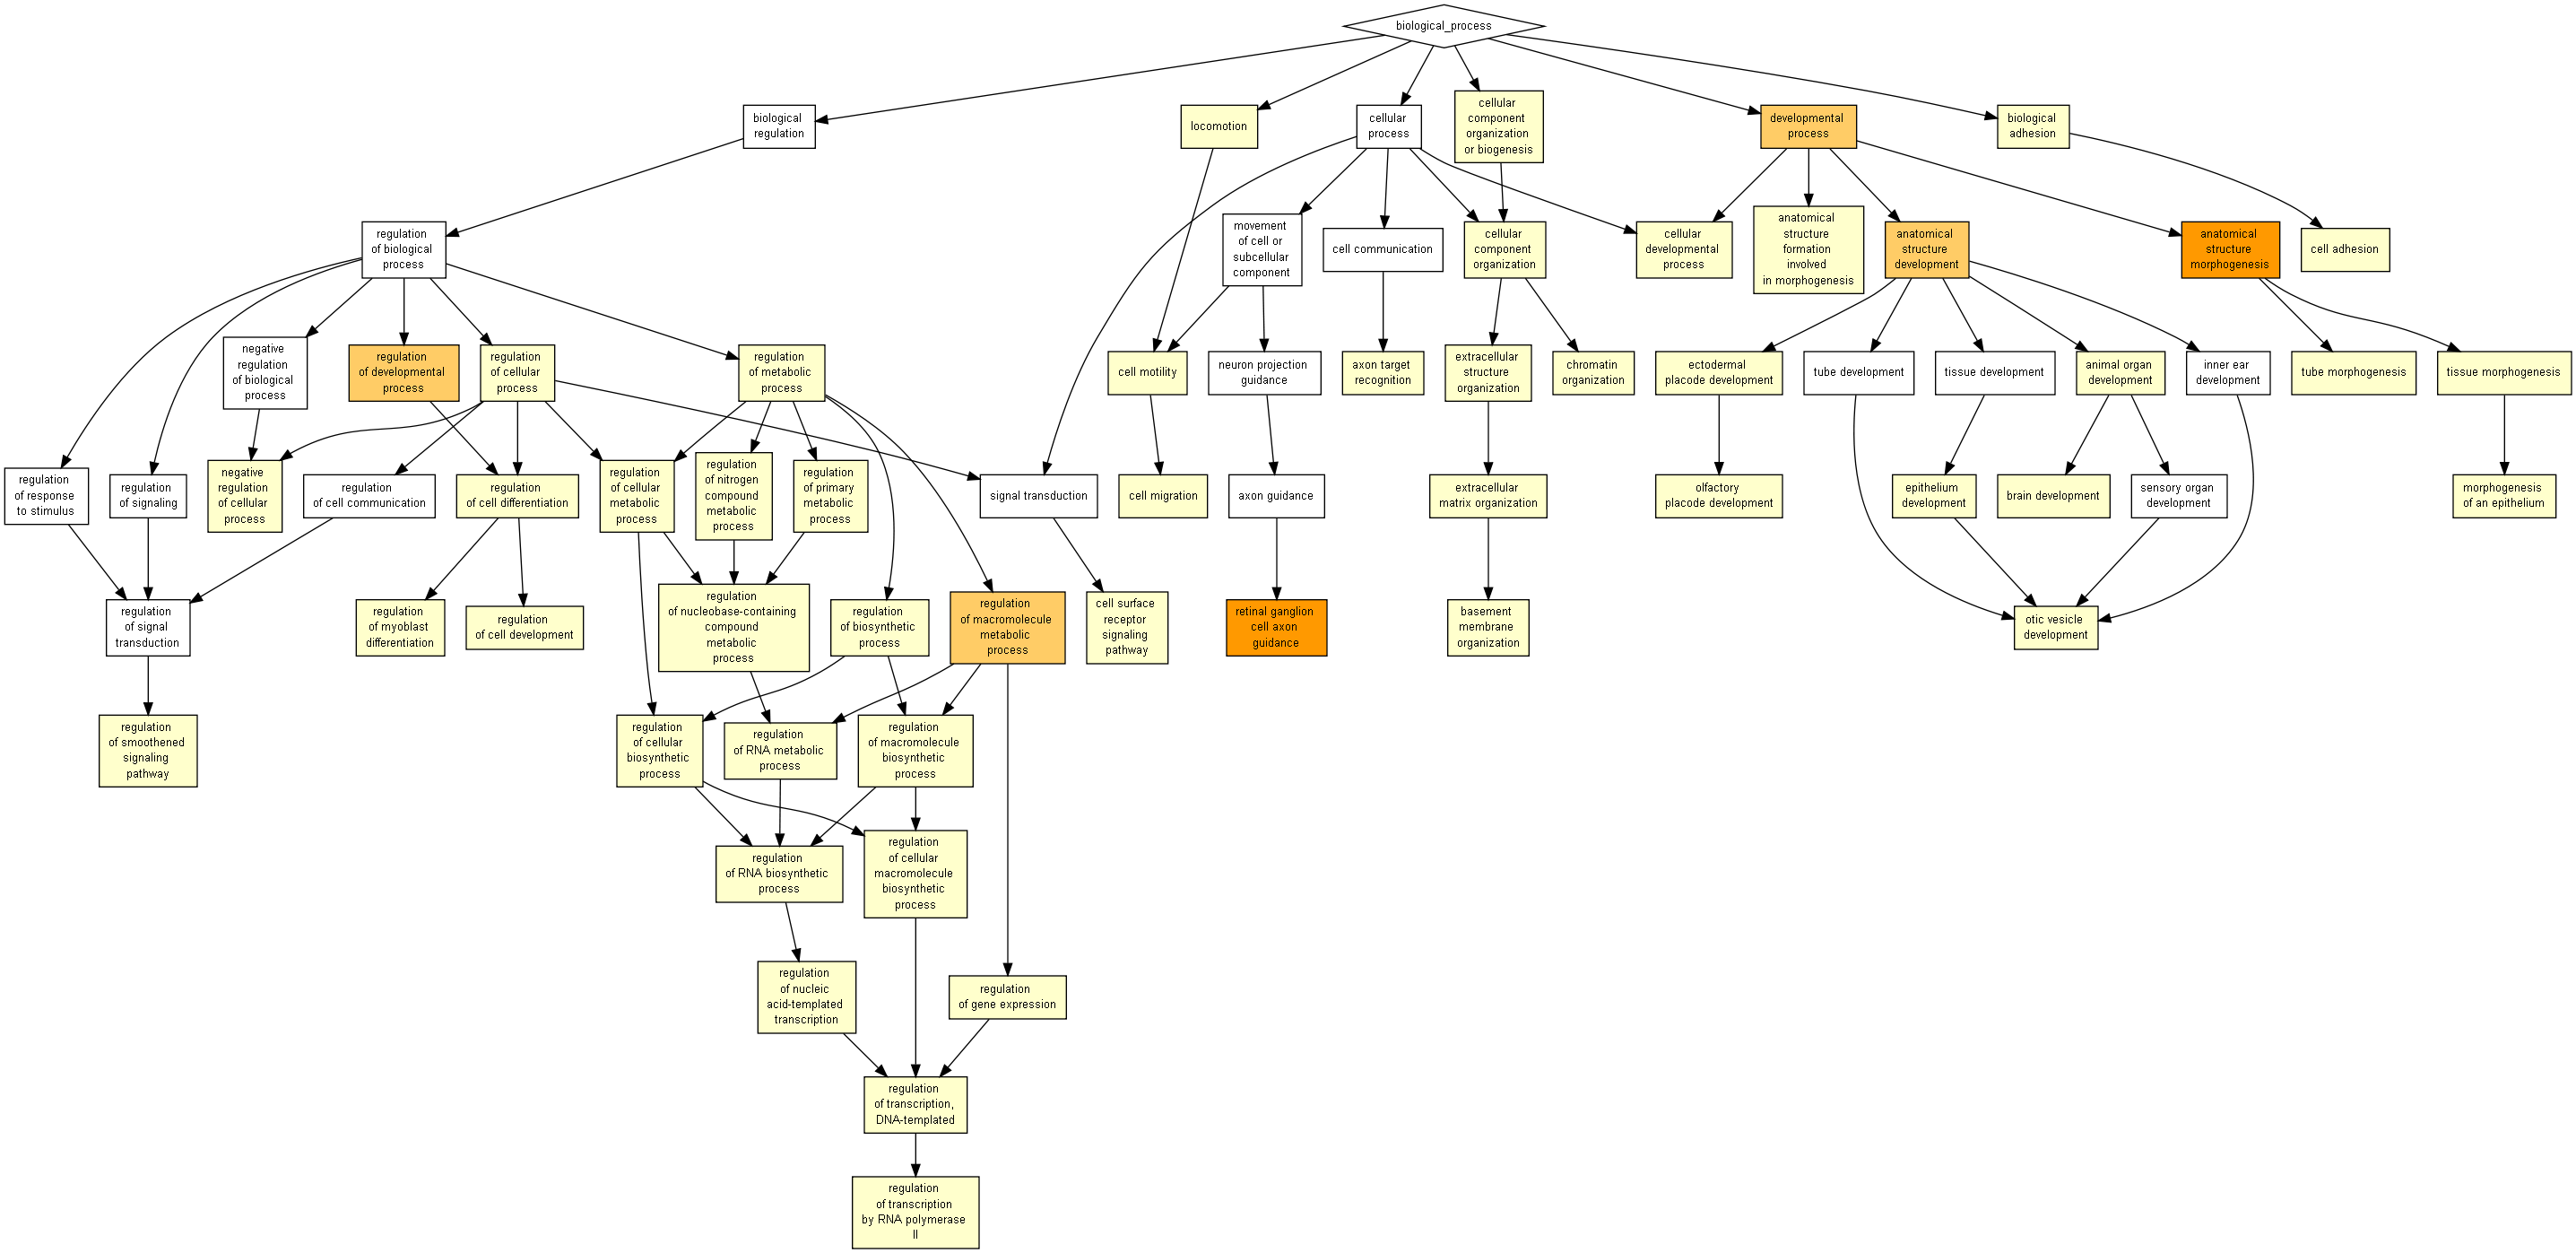 biological_process
biological
regulation
locomotion
cellular
process
cellular
component
organization
or biogenesis
developmental
process
biological
adhesion
regulation
of biological
process
movement
of cell or
subcellular
component
cell communication
cellular
component
organization
cellular
developmental
process
anatomical
structure
formation
involved
in morphogenesis
anatomical
structure
development
anatomical
structure
morphogenesis
cell adhesion
negative
regulation
of biological
process
regulation
of developmental
process
regulation
of cellular
process
regulation
of metabolic
process
cell motility
neuron projection
guidance
axon target
recognition
extracellular
structure
organization
chromatin
organization
ectodermal
placode development
tube development
tissue development
animal organ
development
inner ear
development
tube morphogenesis
tissue morphogenesis
regulation
of response
to stimulus
regulation
of signaling
negative
regulation
of cellular
process
regulation
of cell communication
regulation
of cell differentiation
regulation
of cellular
metabolic
process
regulation
of nitrogen
compound
metabolic
process
regulation
of primary
metabolic
process
signal transduction
cell migration
axon guidance
extracellular
matrix organization
olfactory
placode development
epithelium
development
brain development
sensory organ
development
morphogenesis
of an epithelium
regulation
of signal
transduction
regulation
of myoblast
differentiation
regulation
of cell development
regulation
of nucleobase-containing
compound
metabolic
process
regulation
of biosynthetic
process
regulation
of macromolecule
metabolic
process
cell surface
receptor
signaling
pathway
retinal ganglion
cell axon
guidance
basement
membrane
organization
otic vesicle
development
regulation
of smoothened
signaling
pathway
regulation
of cellular
biosynthetic
process
regulation
of RNA metabolic
process
regulation
of macromolecule
biosynthetic
process
regulation
of RNA biosynthetic
process
regulation
of cellular
macromolecule
biosynthetic
process
regulation
of nucleic
acid-templated
transcription
regulation
of gene expression
regulation
of transcription,
DNA-templated
regulation
of transcription
by RNA polymerase
II